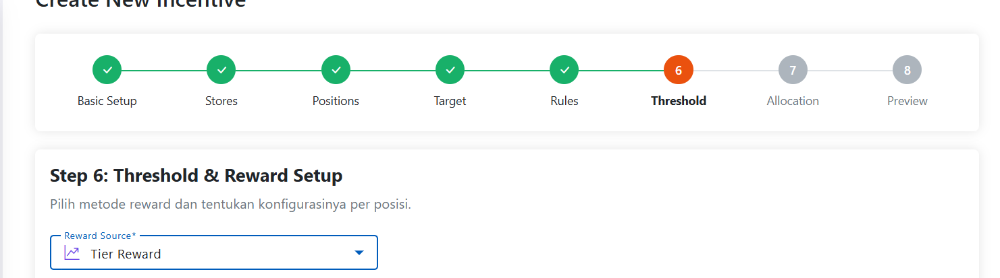 Create New Incentive
6
7
8
Basic Setup
Stores
Positions
Target
Rules
Threshold
Allocation
Preview
Step 6: Threshold & Reward Setup
Pilih metode reward dan tentukan konfigurasinya per posisi.
Reward Source*
Tier Reward